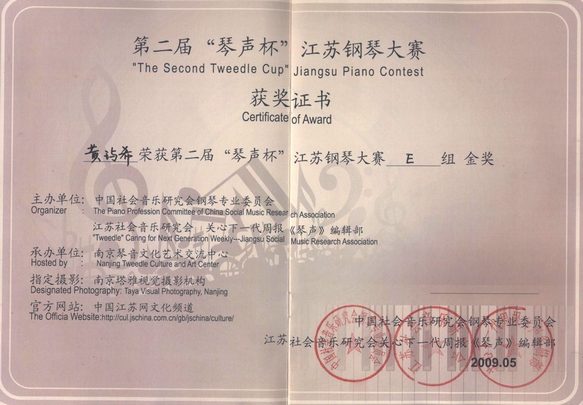 第二届“琴声杯”江苏钢琴大赛
"The Second Tweedle Cup" Jiangsu Piano Contest
获奖证书
Certificate of Award
荣获第二届“琴声杯”江苏钢琴大赛 E 组 金奖
主办单位: 中国社会音乐研究会钢琴专业委员会
Organizer The Piano Profession Committee of China Social Music Research Association
江苏社会音乐研究会 关心下一代周报《琴声》编辑部
"Tweedle" Caring for Next Generation Weekly---Jiangsu Social Music Research Association
承办单位: 南京琴音文化艺术交流中心
Hosted by : Nanjing Tweedle Culture and Art Center
指定摄影: 南京塔雅视觉摄影机构
Designated Photography: Taya Visual Photography, Nanjing
官方网站: 中国江苏网文化频道
The Officia Website:http://cul.jschina.com.cn/gb/jschina/culture/
中国社会音乐研究会钢琴专业委员会
江苏社会音乐研究会关心下一代周报《琴声》编辑部
2009.05